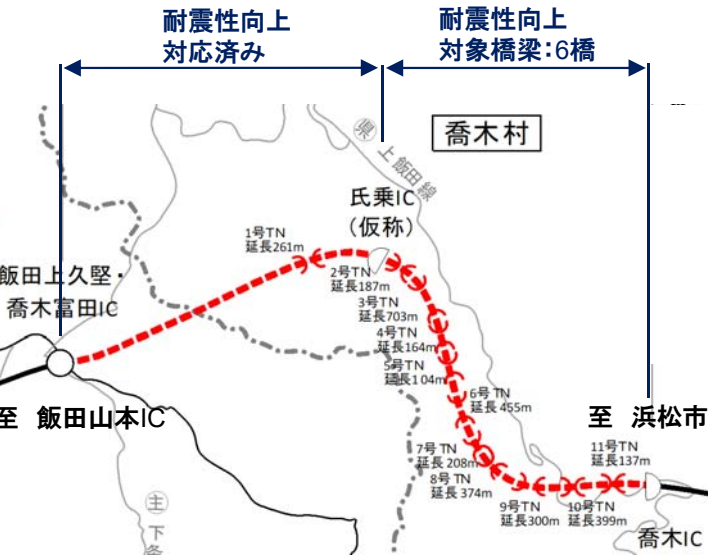 耐震性向上
対応済み
耐震性向上
対象橋梁：6橋
喬木村
県 上飯田線
氏乗IC
（仮称）
1号TN
延長261m
2号TN
延長187m
3号TN
延長703m
4号TN
延長164m
5号TN
延長104m
6号TN
延長455m
7号TN
延長208m
8号TN
延長374m
9号TN
延長300m
10号TN
延長399m
11号TN
延長137m
飯田上久堅・
喬木富田IC
至 飯田山本IC
至 浜松市
喬木IC
主 下条